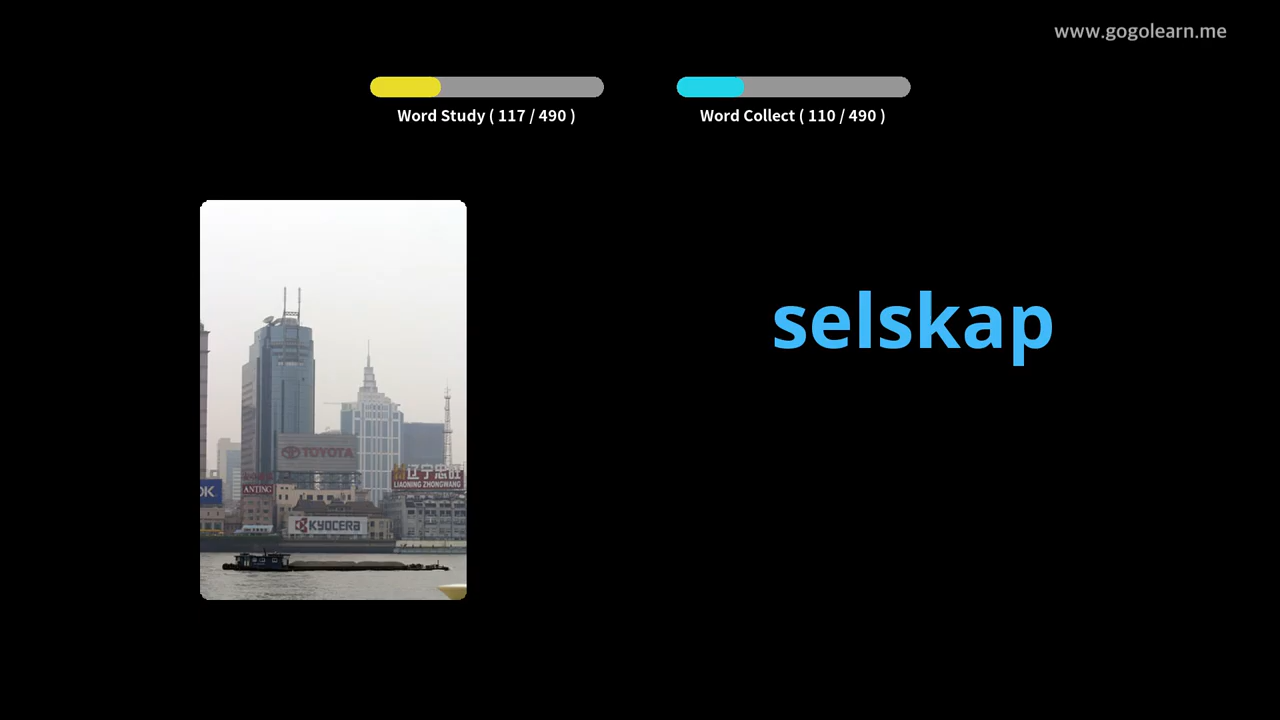 www.gogolearn.me
Word Study ( 117 / 490 )
Word Collect ( 110 / 490 )
selskap
TOYOTA
辽宁忠旺
LIAONING ZHONGWANG
OK
ANTING
KYOCERA